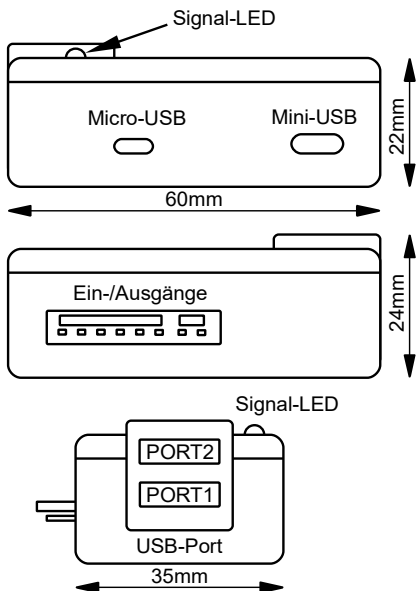 Signal-LED
Micro-USB
Mini-USB
22mm
60mm
Ein-/Ausgänge
24mm
Signal-LED
PORT2
PORT1
USB-Port
35mm